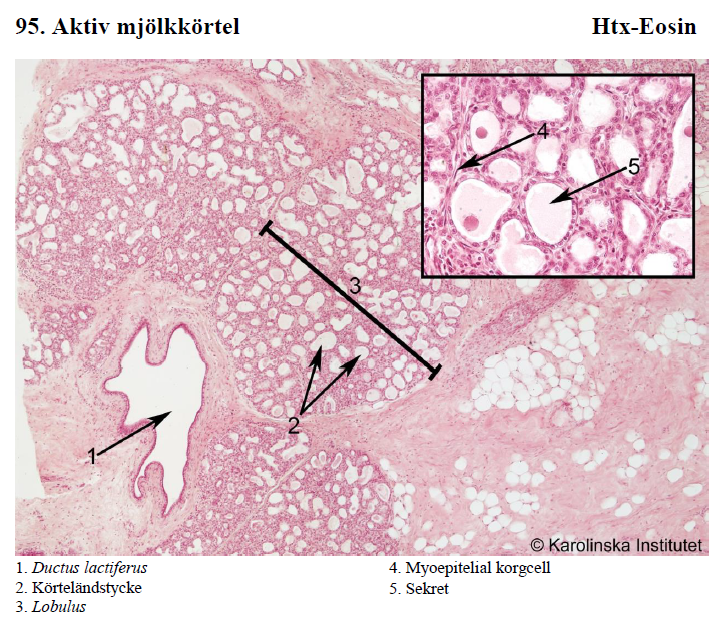 95. Aktiv mjölkkörtel Htx-Eosin
4
5
3
2
1
© Karolinska Institutet
1. Ductus lactiferus
2. Körteländstycke
3. Lobulus
4. Myoepitelial korgcell
5. Sekret